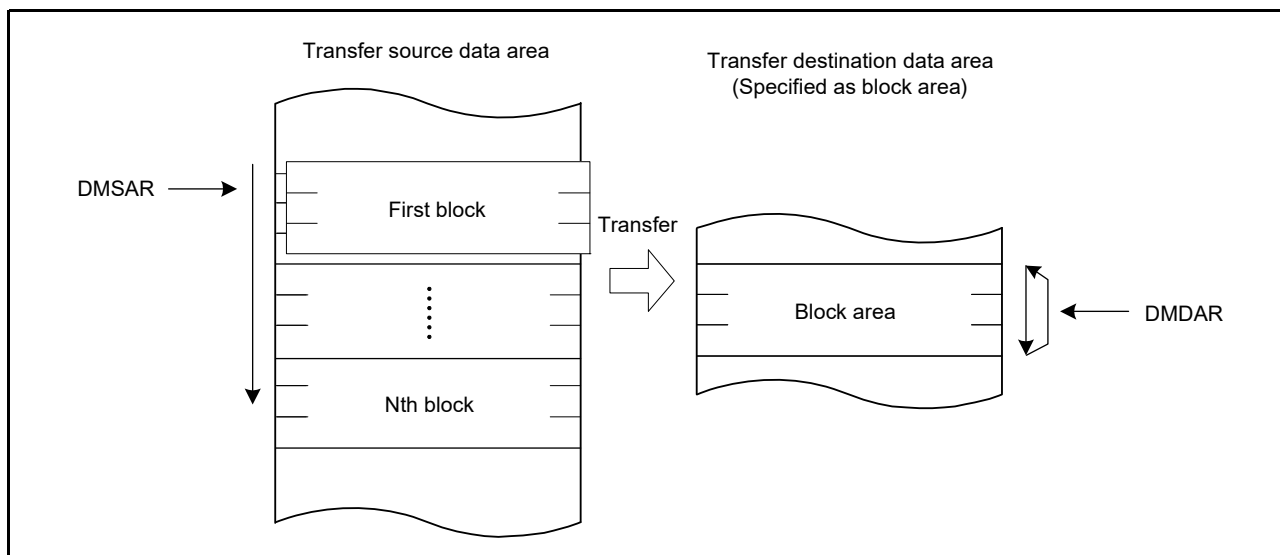 Transfer source data area
Transfer destination data area
(Specified as block area)
DMSAR
First block
Transfer
Block area
DMDAR
Nth block